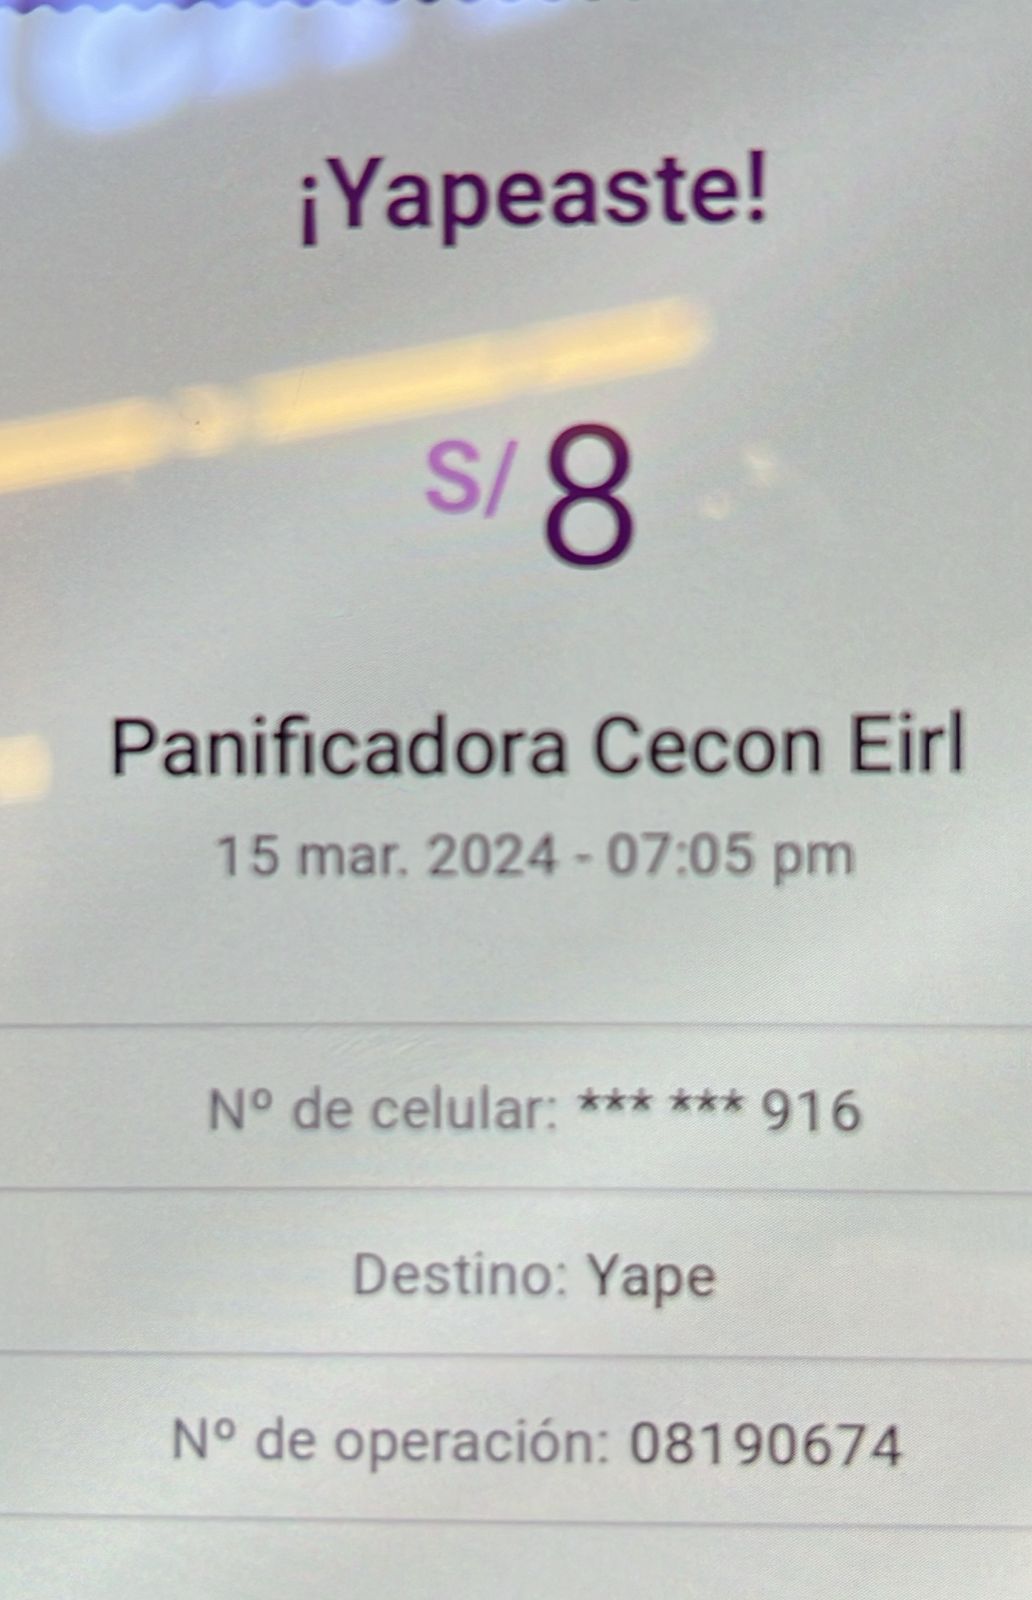 ¡Yapeaste!
S/ 8
Panificadora Cecon Eirl
15 mar. 2024 - 07:05 pm
Nº de celular: *** *** 916
Destino: Yape
Nº de operación: 08190674